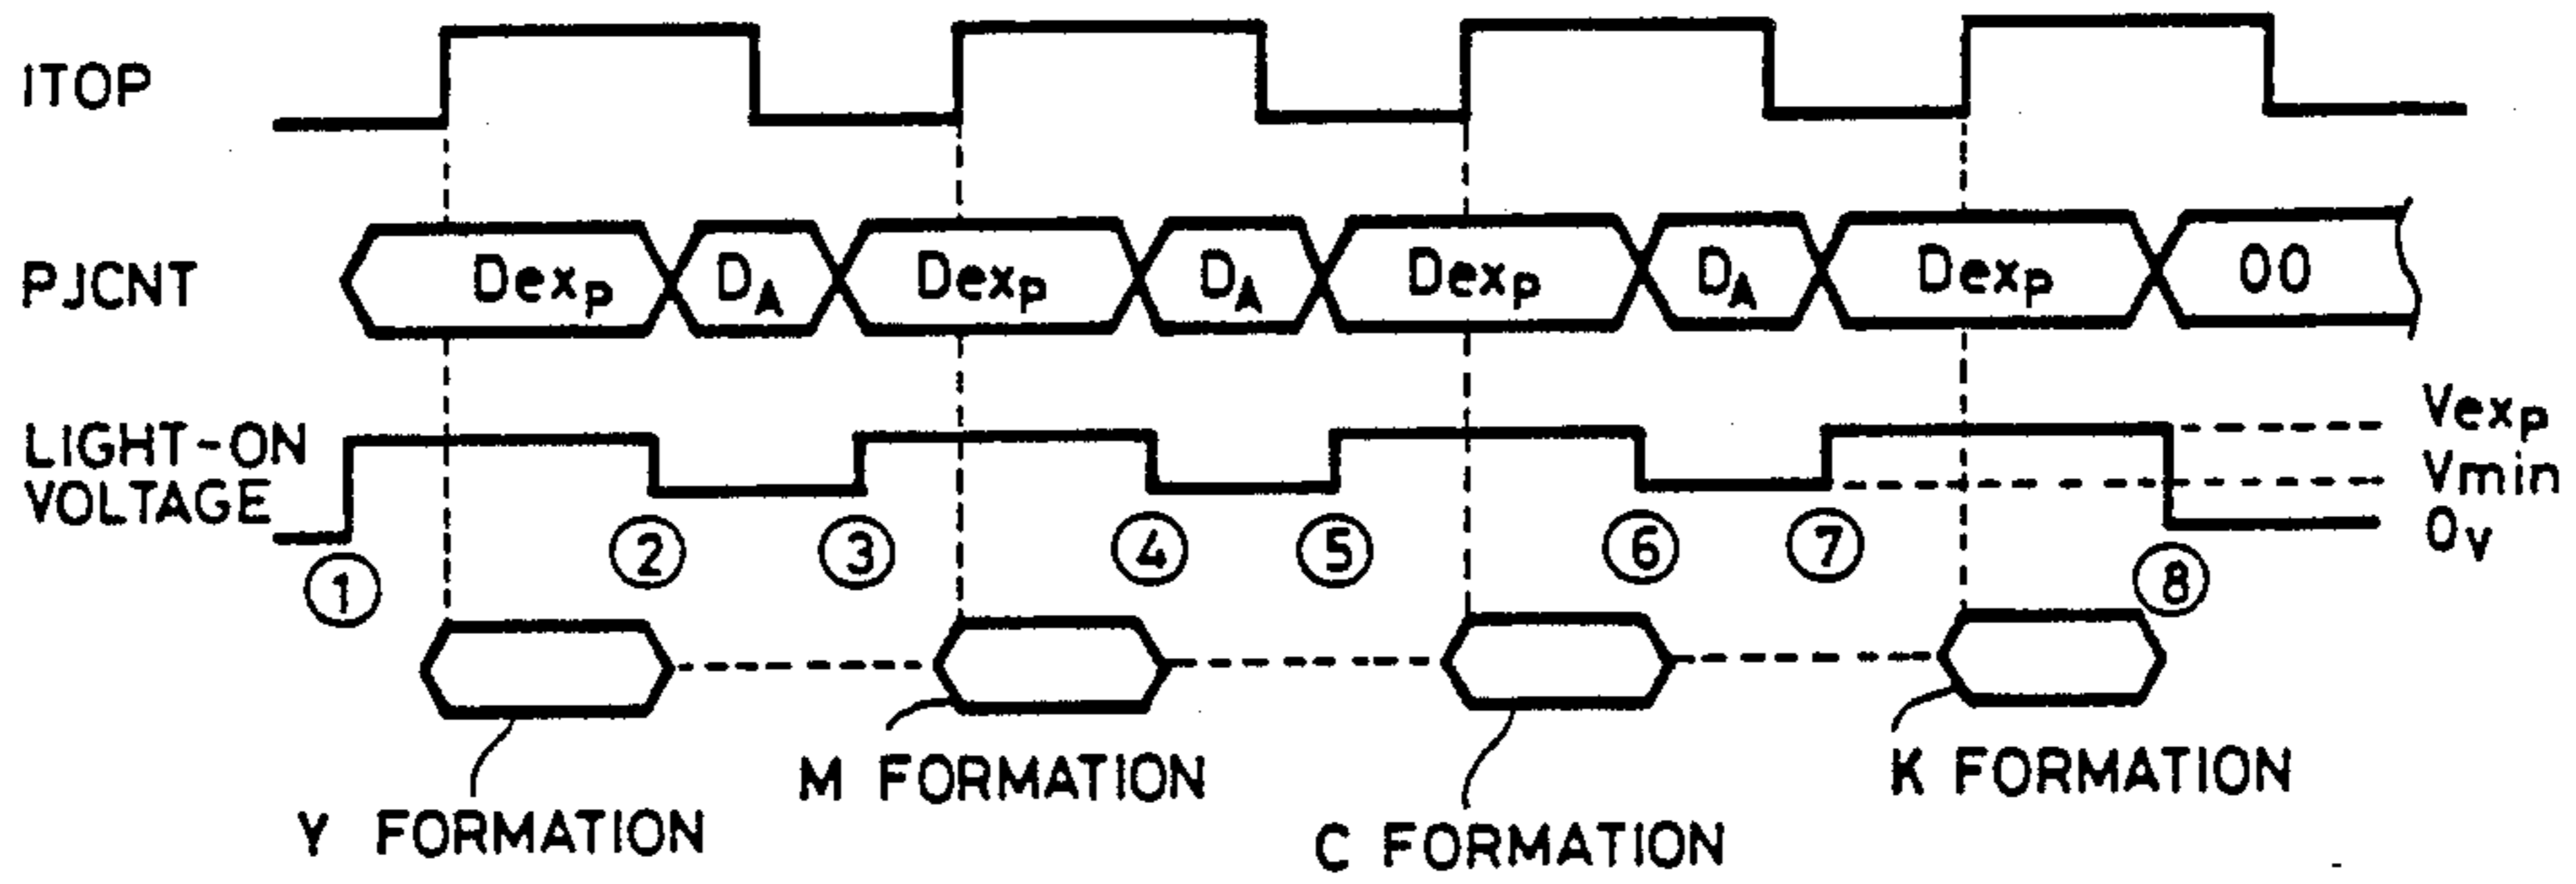 ITOP
PJCNT Dexp DA Dexp DA Dexp DA Dexp 00
LIGHT-ON
VOLTAGE
Vexp
Vmin
0v
① ② ③ ④ ⑤ ⑥ ⑦ ⑧
Y FORMATION
M FORMATION
C FORMATION
K FORMATION